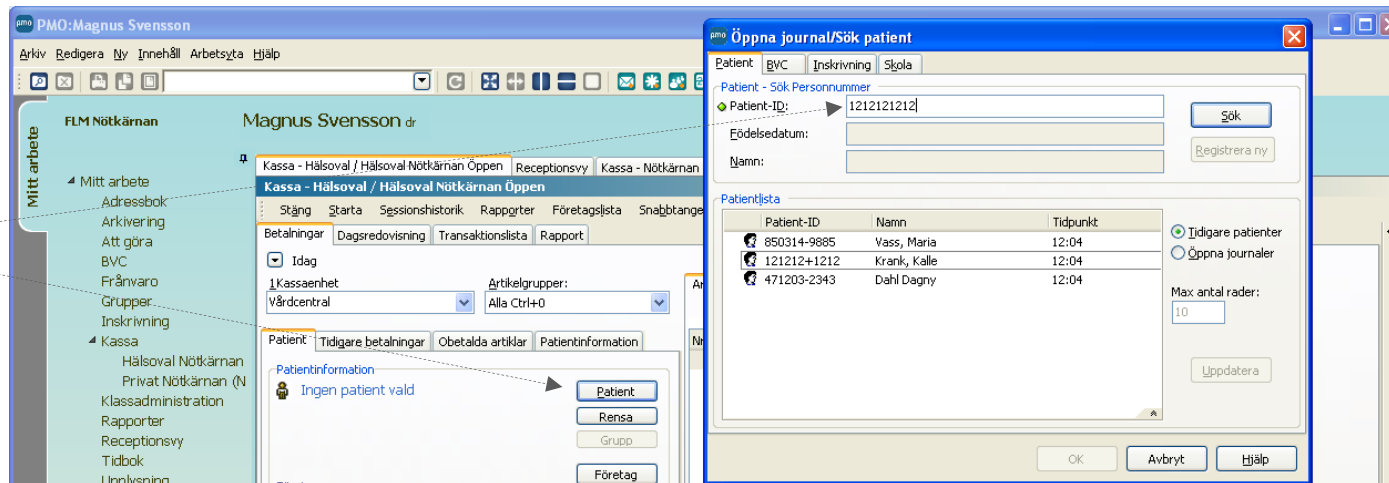 PMO:Magnus Svensson
Arkiv Redigera Ny Innehåll Arbetsyta Hjälp
Mitt arbete
FLM Nötkärnan
Magnus Svensson dr
Mitt arbete
Adressbok
Arkivering
Att göra
BVC
Frånvaro
Grupper
Inskrivning
Kassa
Hälsoval Nötkärnan
Privat Nötkärnan (N
Klassadministration
Rapporter
Receptionsvy
Tidbok
Upplysning
Kassa - Hälsoval / Hälsoval Nötkärnan Öppen Receptionsvy Kassa - Nötkärnan
Kassa - Hälsoval / Hälsoval Nötkärnan Öppen
Stäng Starta Sessionshistorik Rapporter Företagslista Snabbtange
Betalningar Dagsredovisning Transaktionslista Rapport
Idag
1Kassaenhet Artikelgrupper:
Vårdcentral Alla Ctrl+0
Patient Tidigare betalningar Obetalda artiklar Patientinformation
Patientinformation
Ingen patient vald
Patient
Rensa
Grupp
Företag
pmo Öppna journal/Sök patient
Patient BVC Inskrivning Skola
Patient - Sök Personnummer
Patient-ID: 1212121212 Sök
Födelsedatum:
Registrera ny
Namn:
Patientlista
Patient-ID Namn Tidpunkt
850314-9885 Vass, Maria 12:04
121212+1212 Krank, Kalle 12:04
471203-2343 Dahl Dagny 12:04
Tidigare patienter
Öppna journaler
Max antal rader:
10
Uppdatera
OK Avbryt Hjälp